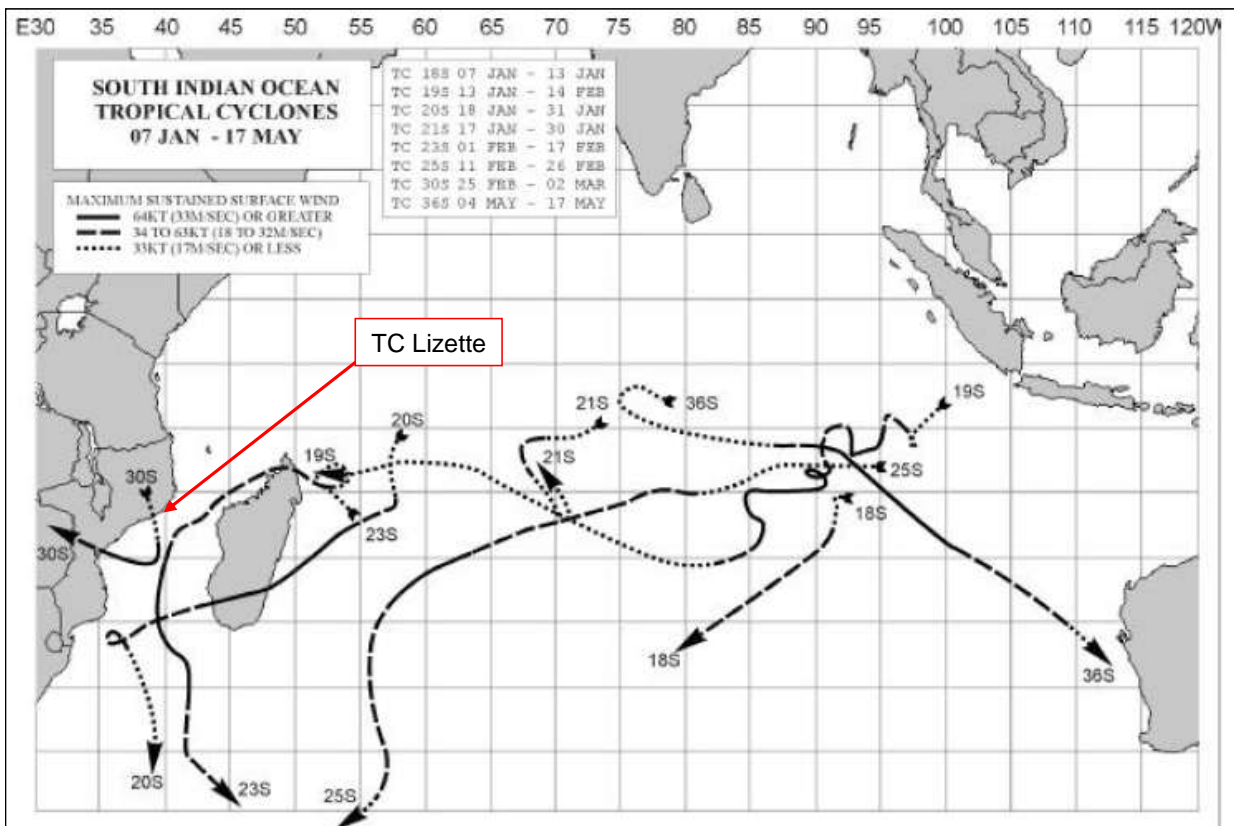 E30 35 40 45 50 55 60 65 70 75 80 85 90 95 100 105 110 115 120W
SOUTH INDIAN OCEAN
TROPICAL CYCLONES
07 JAN - 17 MAY
TC 18S 07 JAN - 13 JAN
TC 19S 13 JAN - 14 FEB
TC 20S 18 JAN - 31 JAN
TC 21S 17 JAN - 30 JAN
TC 23S 01 FEB - 17 FEB
TC 25S 11 FEB - 26 FEB
TC 30S 25 FEB - 02 MAR
TC 36S 04 MAY - 17 MAY
MAXIMUM SUSTAINED SURFACE WIND
64KT (33M/SEC) OR GREATER
34 TO 63KT (18 TO 32M/SEC)
33KT (17M/SEC) OR LESS
TC Lizette
36S
19S
21S
20S
19S
21S
25S
30S
18S
23S
30S
18S
36S
20S
23S
25S